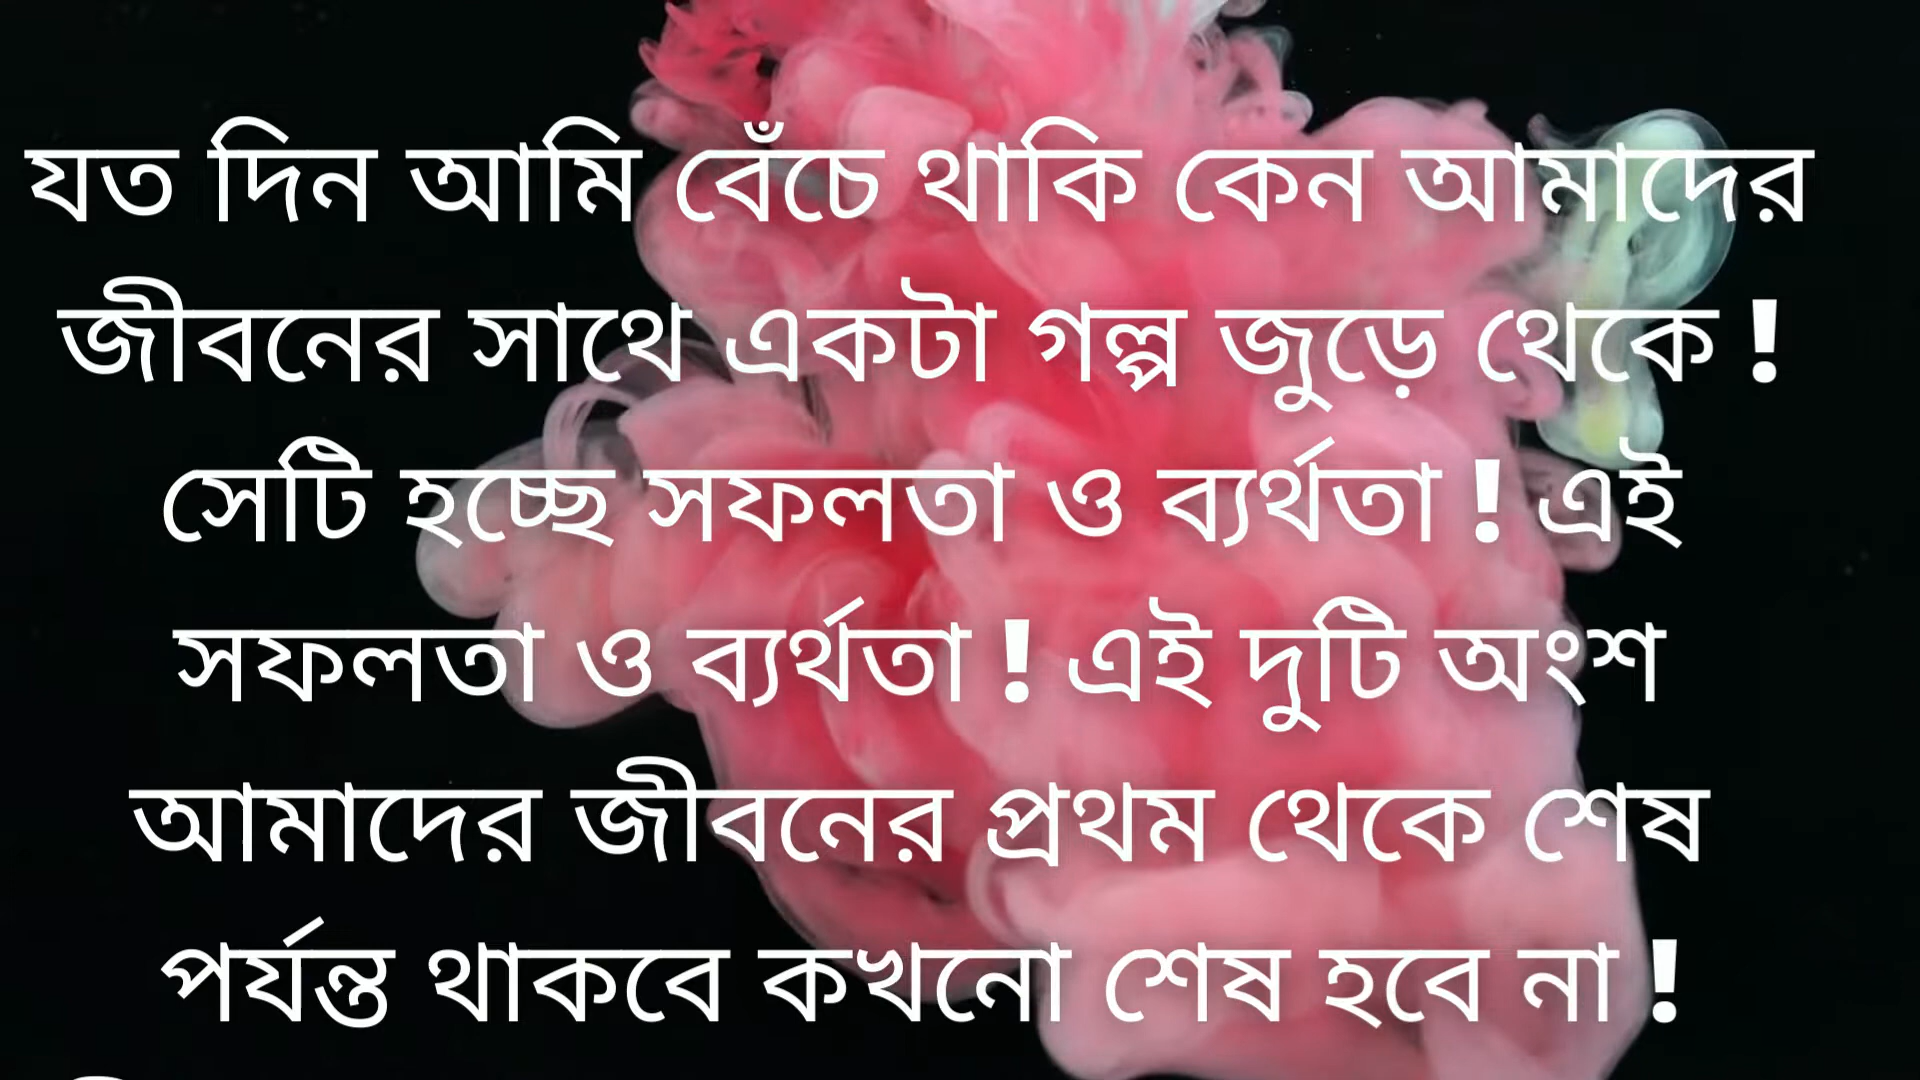 যত দিন আমি বেঁচে থাকি কেন আমাদের
জীবনের সাথে একটা গল্প জুড়ে থেকে !
সেটি হচ্ছে সফলতা ও ব্যর্থতা ! এই
সফলতা ও ব্যর্থতা ! এই দুটি অংশ
আমাদের জীবনের প্রথম থেকে শেষ
পর্যন্ত থাকবে কখনো শেষ হবে না !